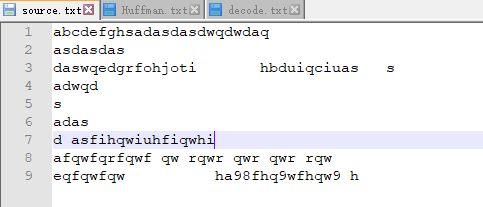 source.txt Huffman.txt decode.txt
1 abcdefghsadasdasdwqdwdaq
2 asdasdas
3 daswqedgrfohjoti hbduiqciuas s
4 adwqd
5 s
6 adas
7 d asfihqwiuhfiqwhi
8 afqwfqrfqwf qw rqwr qwr qwr rqw
9 eqfqwfqw ha98fhq9wfhqw9 h